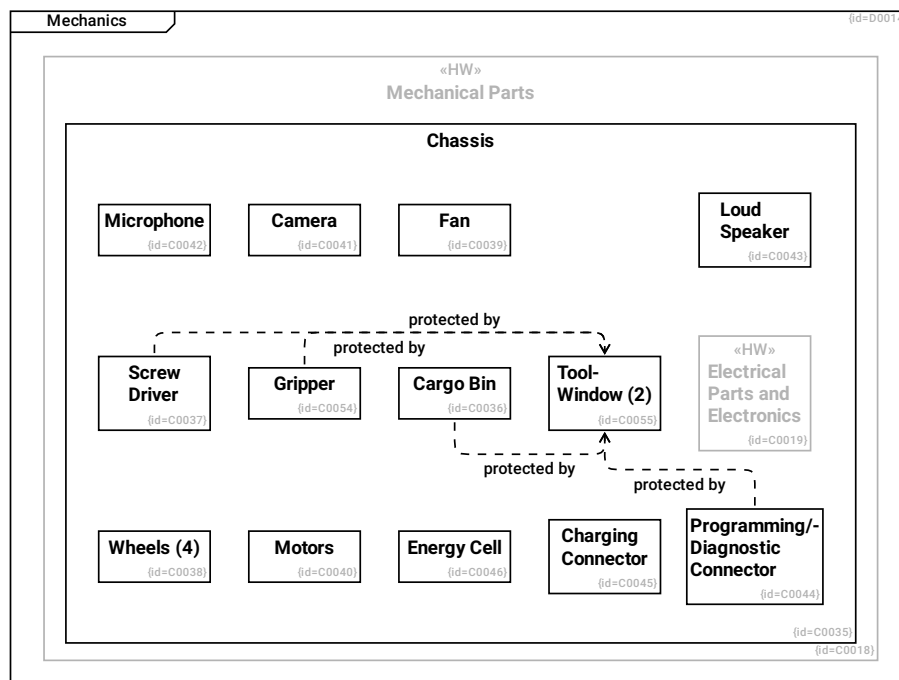 Mechanics
{id=D0014
«HW»
Mechanical Parts
Chassis
Microphone
{id=C0042}
Camera
{id=C0041}
Fan
{id=C0039}
Loud
Speaker
{id=C0043}
protected by
protected by
Screw
Driver
{id=C0037}
Gripper
{id=C0054}
Cargo Bin
{id=C0036}
Tool-
Window (2)
{id=C0055}
«HW»
Electrical
Parts and
Electronics
{id=C0019}
protected by
protected by
Wheels (4)
{id=C0038}
Motors
{id=C0040}
Energy Cell
{id=C0046}
Charging
Connector
{id=C0045}
Programming/-
Diagnostic
Connector
{id=C0044}
{id=C0035}
{id=C0018}